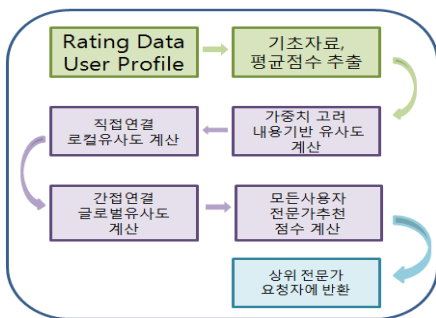 Rating Data
User Profile
기초자료,
평균점수 추출
가중치 고려
내용기반 유사도
계산
직접연결
로컬유사도 계산
간접연결
글로벌유사도
계산
모든사용자
전문가추천
점수 계산
상위 전문가
요청자에 반환